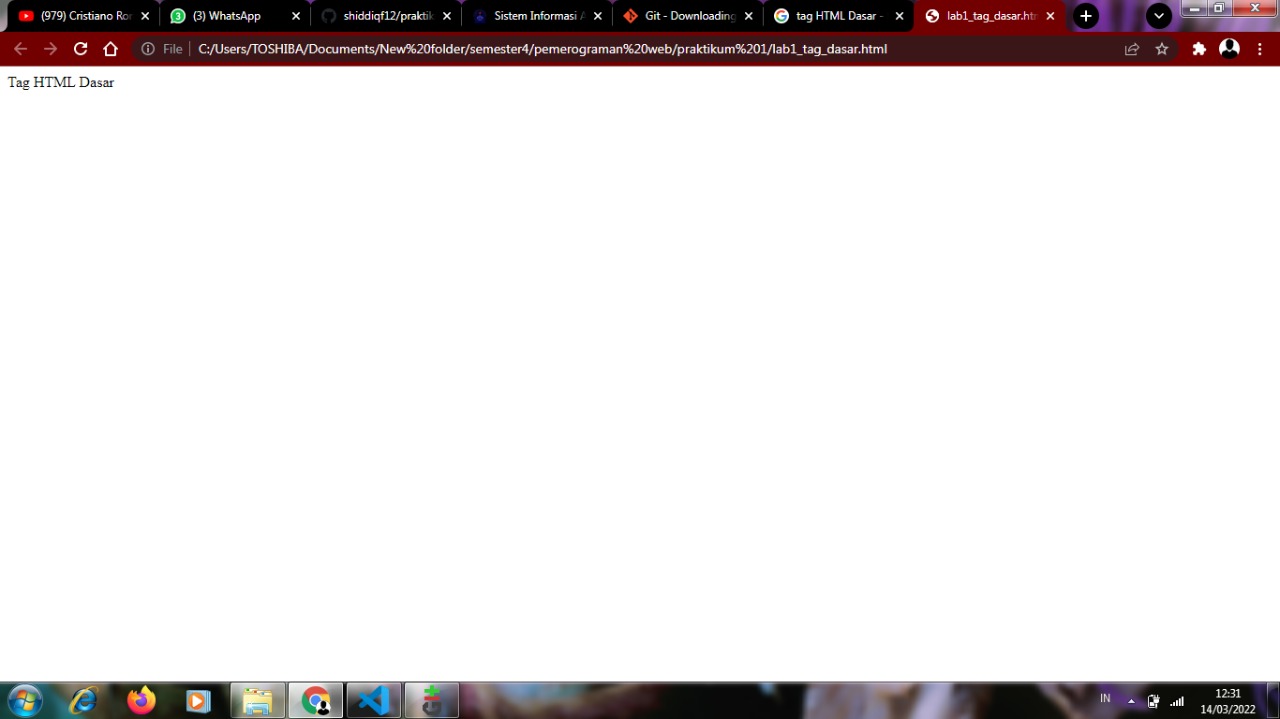 (979) Cristiano Ror
(3) WhatsApp
shiddiqf12/praktik
Sistem Informasi A
Git - Downloading
tag HTML Dasar -
lab1_tag_dasar.htm
File
C:/Users/TOSHIBA/Documents/New%20folder/semester4/pemerograman%20web/praktikum%201/lab1_tag_dasar.html
Tag HTML Dasar
IN
12:31
14/03/2022